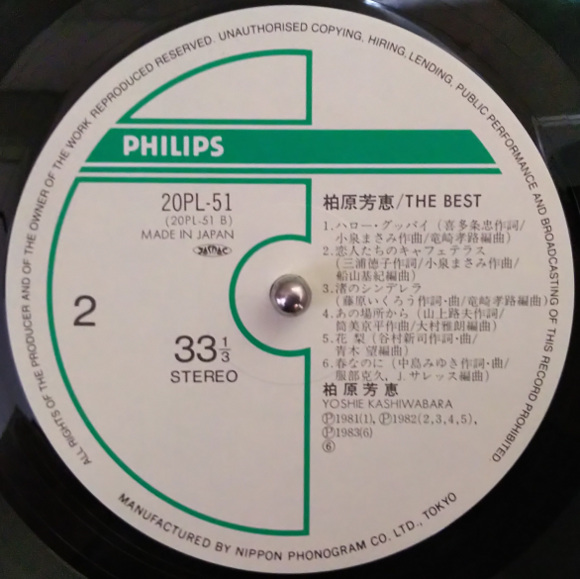 ALL RIGHTS OF THE PRODUCER AND OF THE OWNER OF THE WORK REPRODUCED RESERVED. UNAUTHORISED COPYING, HIRING, LENDING, PUBLIC PERFORMANCE AND BROADCASTING OF THIS RECORD PROHIBITED
PHILIPS
20PL-51
(20PL-51 B)
MADE IN JAPAN
JASRAC
2
33 1/3
STEREO
柏原芳恵/THE BEST
1.ハロー・グッバイ (喜多条忠作詞/
小泉まさみ作曲/竜崎孝路編曲)
2.恋人たちのキャフェテラス
(三浦徳子作詞/小泉まさみ作曲/
船山基紀編曲)
3.渚のシンデレラ
(藤原いくろう作詞・曲/竜崎孝路編曲)
4.あの場所から (山上路夫作詞/
筒美京平作曲/大村雅朗編曲)
5.花 梨 (谷村新司作詞・曲/
青木 望編曲)
6.春なのに (中島みゆき作詞・曲/
服部克久、J.サレッス編曲)
柏原芳恵
YOSHIE KASHIWABARA
Ⓟ1981(1), Ⓟ1982(2,3,4,5),
Ⓟ1983(6)
⑥
MANUFACTURED BY NIPPON PHONOGRAM CO. LTD., TOKYO